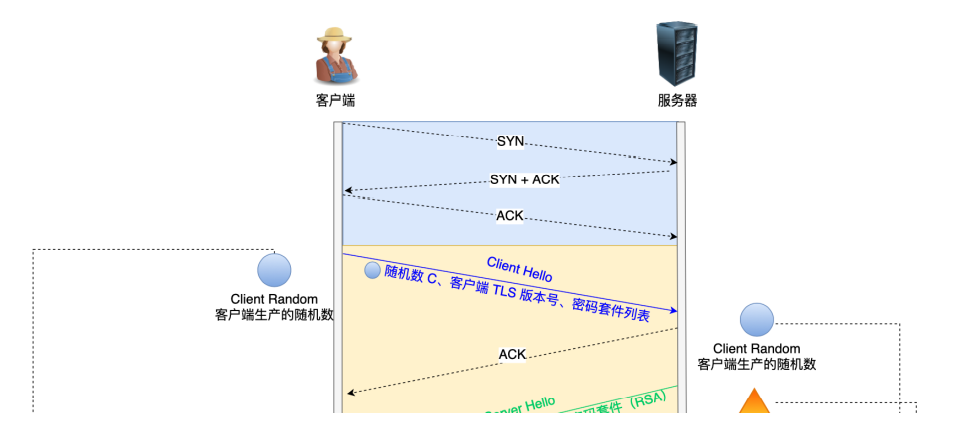 客户端
服务器
SYN
SYN + ACK
ACK
Client Hello
随机数 C、客户端 TLS 版本号、密码套件列表
Client Random
客户端生产的随机数
Client Random
客户端生产的随机数
ACK
Server Hello
密码套件（RSA）